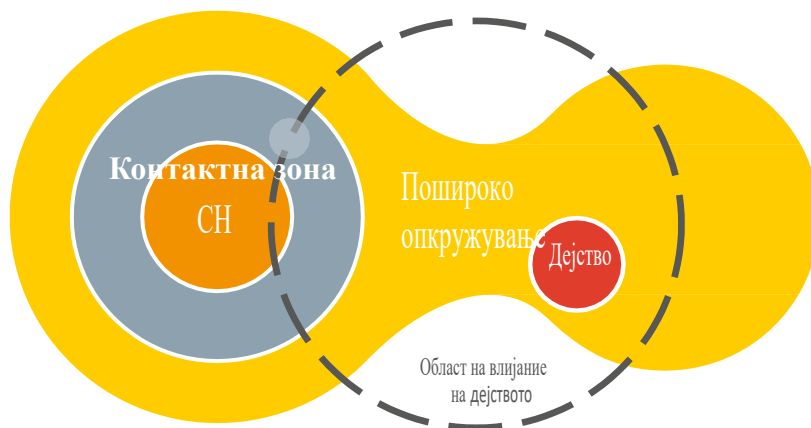 Контактна зона
СН
Пошироко
опкружување
Дејство
Област на влијание
на дејството